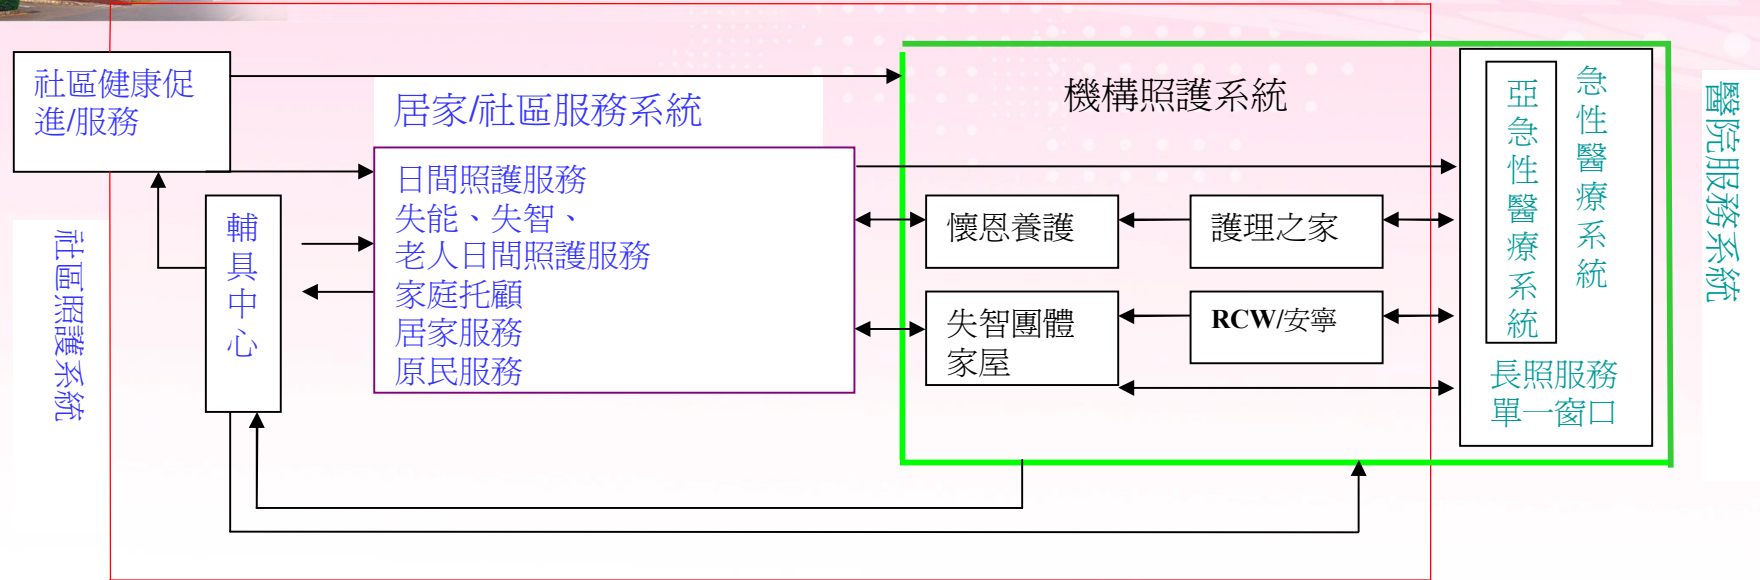 社區健康促
進/服務
社區照護系統
輔具中心
居家/社區服務系統
日間照護服務
失能、失智、
老人日間照護服務
家庭托顧
居家服務
原民服務
機構照護系統
懷恩養護
護理之家
失智團體
家屋
RCW/安寧
亞急性醫療系統
急性醫療系統
長照服務
單一窗口
醫院服務系統